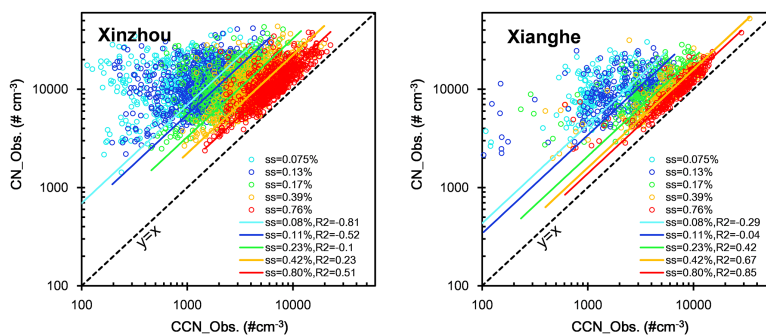 Xinzhou
CN_Obs. (# cm-3)
10000
1000
100
y=x
ss=0.075%
ss=0.13%
ss=0.17%
ss=0.39%
ss=0.76%
ss=0.08%,R2=-0.81
ss=0.11%,R2=-0.52
ss=0.23%,R2=-0.1
ss=0.42%,R2=0.23
ss=0.80%,R2=0.51
100 1000 10000
CCN_Obs. (#cm-3)
Xianghe
CN_Obs. (# cm-3)
10000
1000
100
y=x
ss=0.075%
ss=0.13%
ss=0.17%
ss=0.39%
ss=0.76%
ss=0.08%,R2=-0.29
ss=0.11%,R2=-0.04
ss=0.23%,R2=0.42
ss=0.42%,R2=0.67
ss=0.80%,R2=0.85
100 1000 10000
CCN_Obs. (#cm-3)